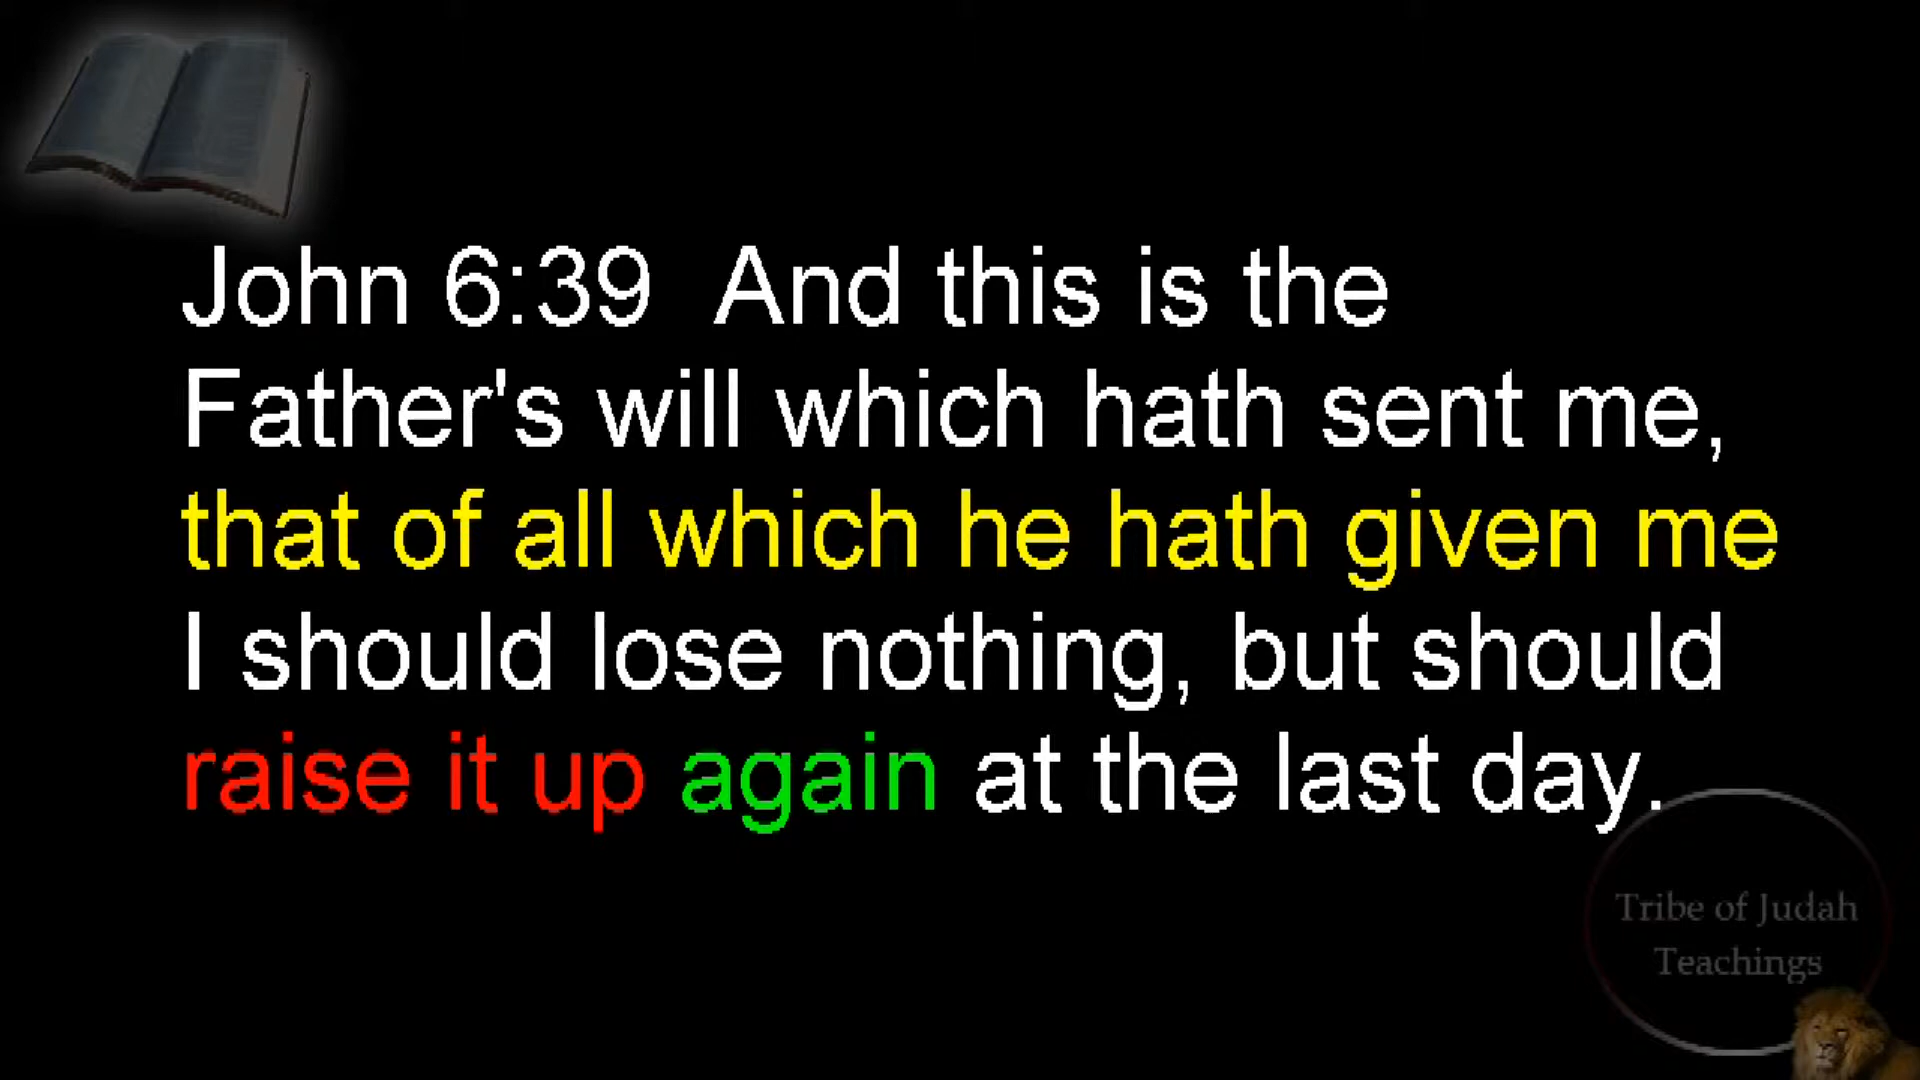 John 6:39  And this is the
Father's will which hath sent me,
that of all which he hath given me
I should lose nothing, but should
raise it up again at the last day.
Tribe of Judah
Teachings